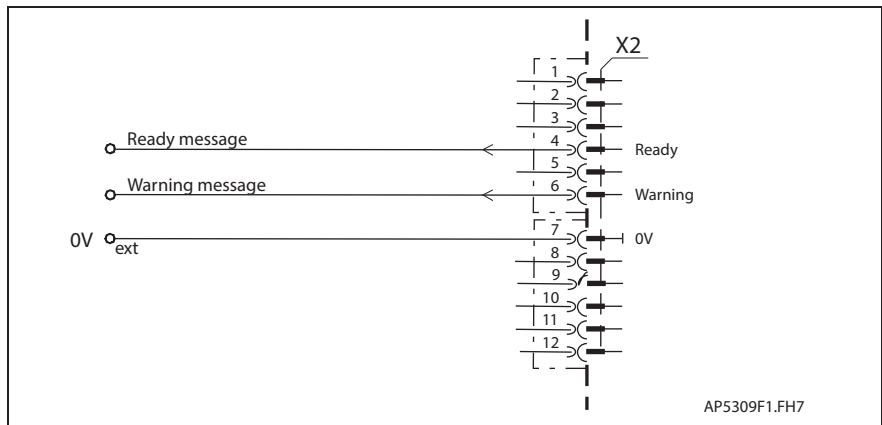 X2
1
2
3
Ready message
4
Ready
5
Warning message
6
Warning
0V
ext
7
0V
8
9
10
11
12
AP5309F1.FH7